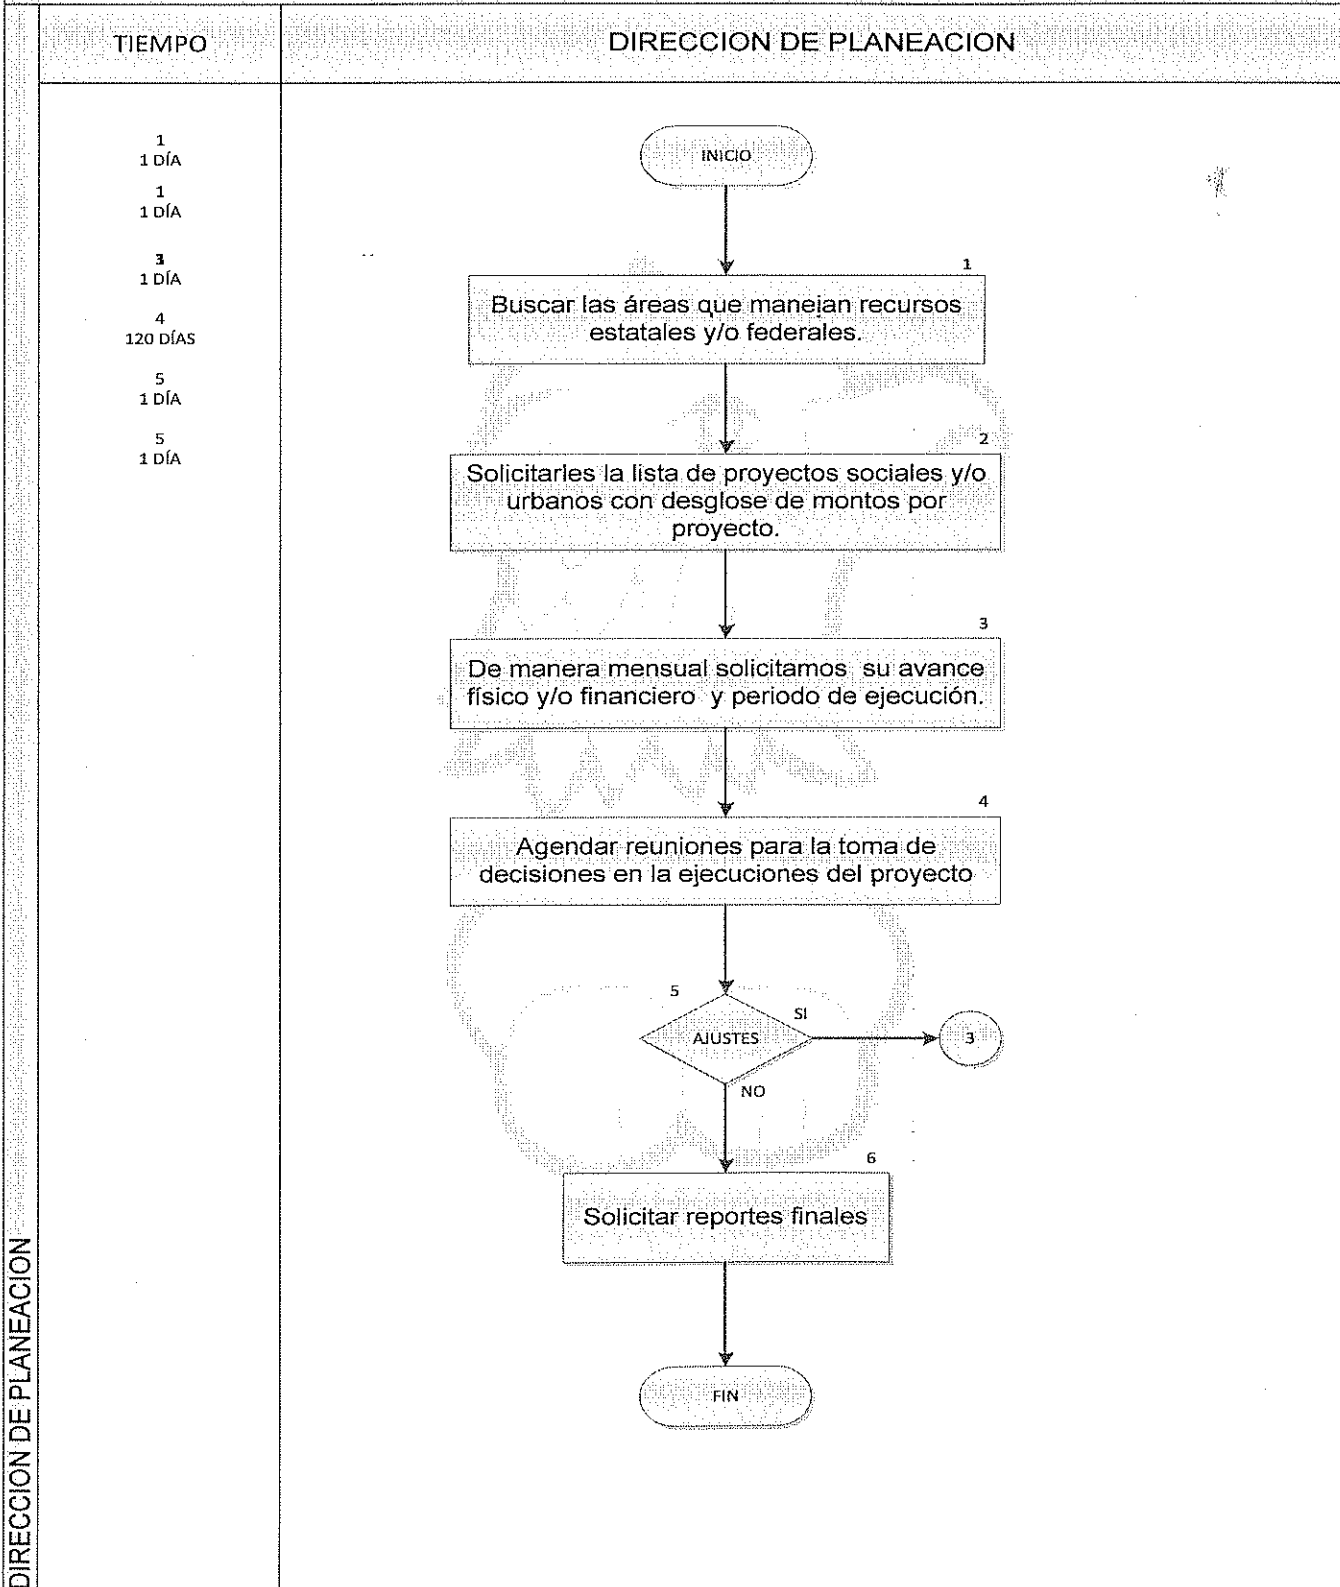 TIEMPO
DIRECCION DE PLANEACION
1
1 DÍA
1
1 DÍA
3
1 DÍA
4
120 DÍAS
5
1 DÍA
5
1 DÍA
INICIO
1
Buscar las áreas que manejan recursos
estatales y/o federales.
2
Solicitarles la lista de proyectos sociales y/o
urbanos con desglose de montos por
proyecto.
3
De manera mensual solicitamos su avance
físico y/o financiero y periodo de ejecución.
4
Agendar reuniones para la toma de
decisiones en la ejecuciones del proyecto
5
AJUSTES
SI
3
NO
6
Solicitar reportes finales
FIN
DIRECCION DE PLANEACION